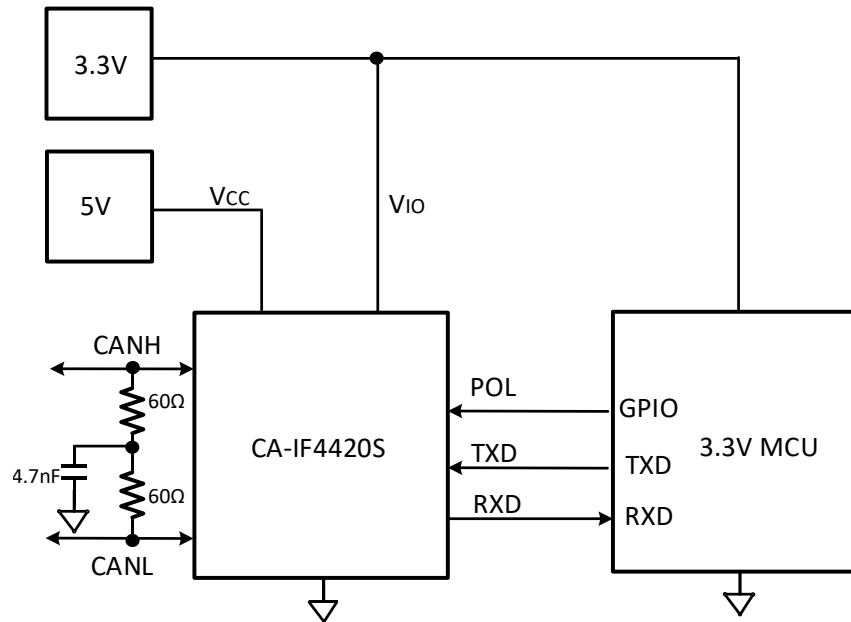 3.3V
5V
VCC
VIO
CANH
60Ω
4.7nF
60Ω
CANL
CA-IF4420S
POL
TXD
RXD
GPIO
TXD
RXD
3.3V MCU